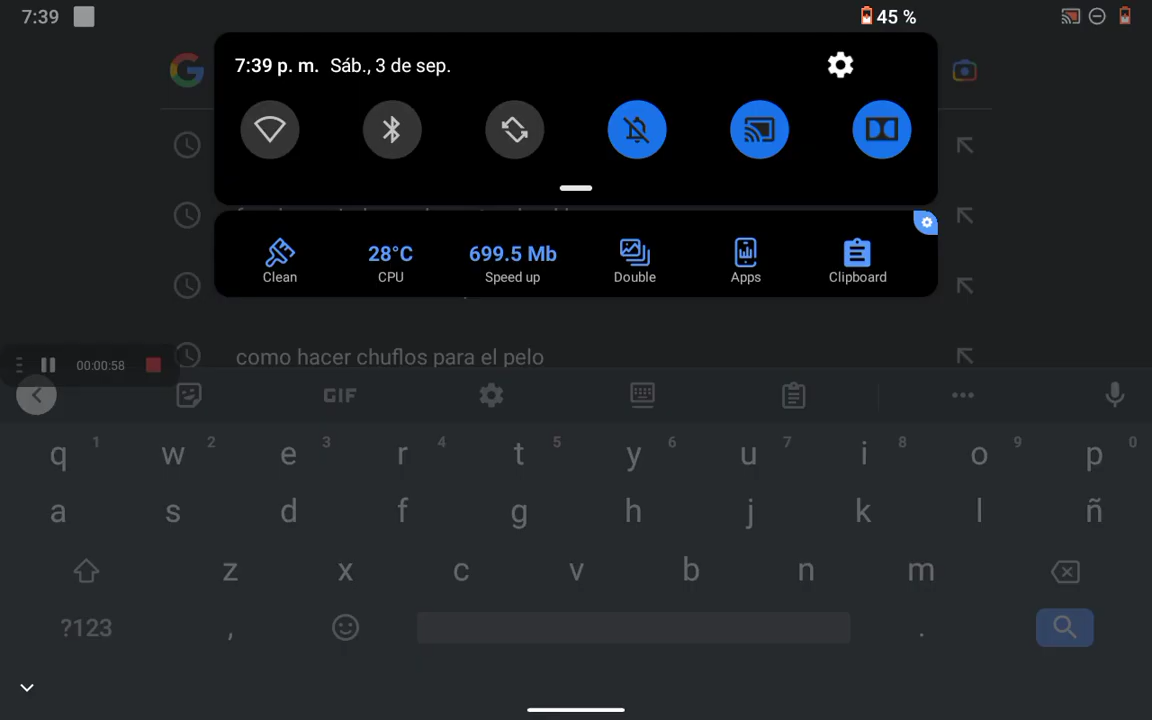 7:39
45 %
7:39 p. m. Sáb., 3 de sep.
28°C
699.5 Mb
Clean
CPU
Speed up
Double
Apps
Clipboard
como hacer chuflos para el pelo
00:00:58
GIF
q 1 w 2 e 3 r 4 t 5 y 6 u 7 i 8 o 9 p 0
a s d f g h j k l ñ
z x c v b n m
?123 , .